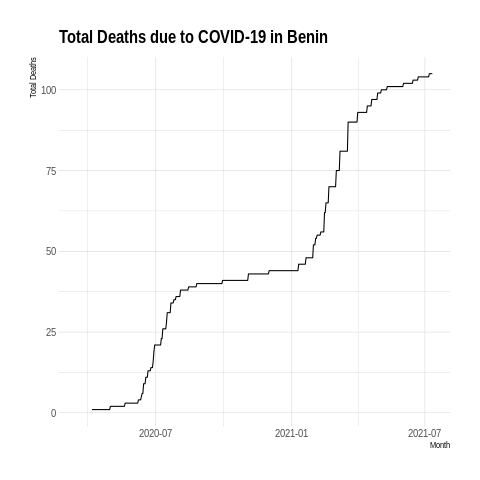 Total Deaths due to COVID-19 in Benin
Total Deaths
100
75
50
25
0
2020-07
2021-01
2021-07
Month